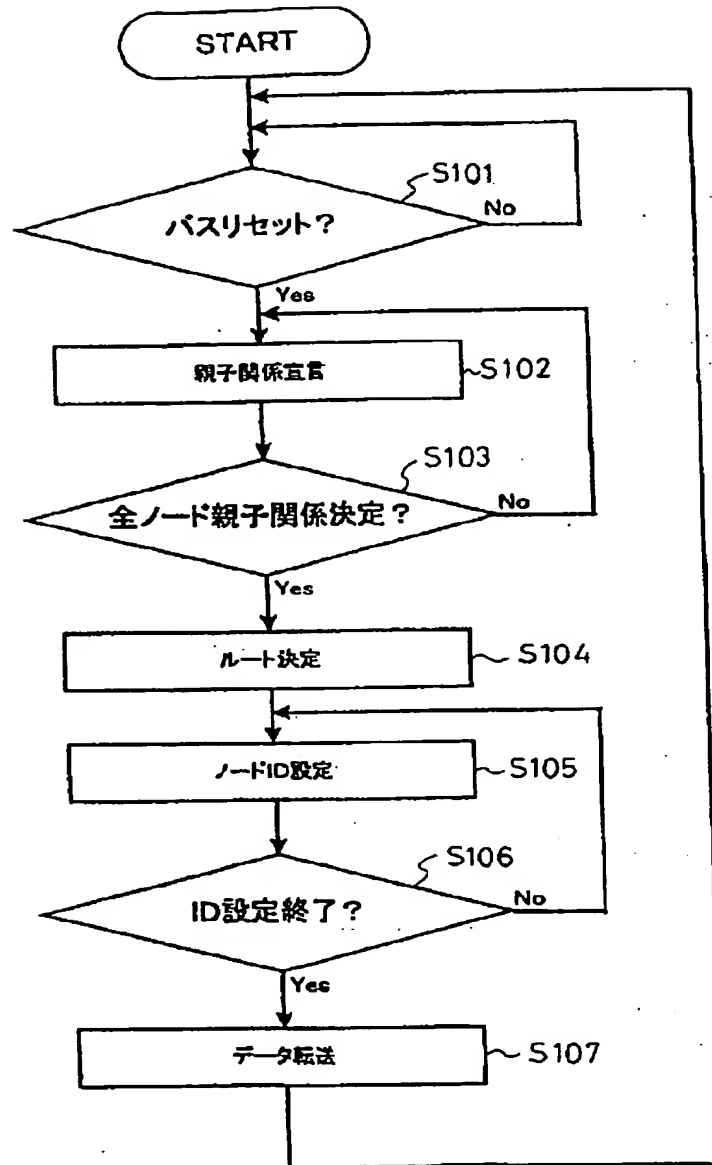 START
S101
バスリセット?
No
Yes
親子関係宣言
S102
S103
全ノード親子関係決定?
No
Yes
ルート決定
S104
ノードID設定
S105
S106
ID設定終了?
No
Yes
データ転送
S107